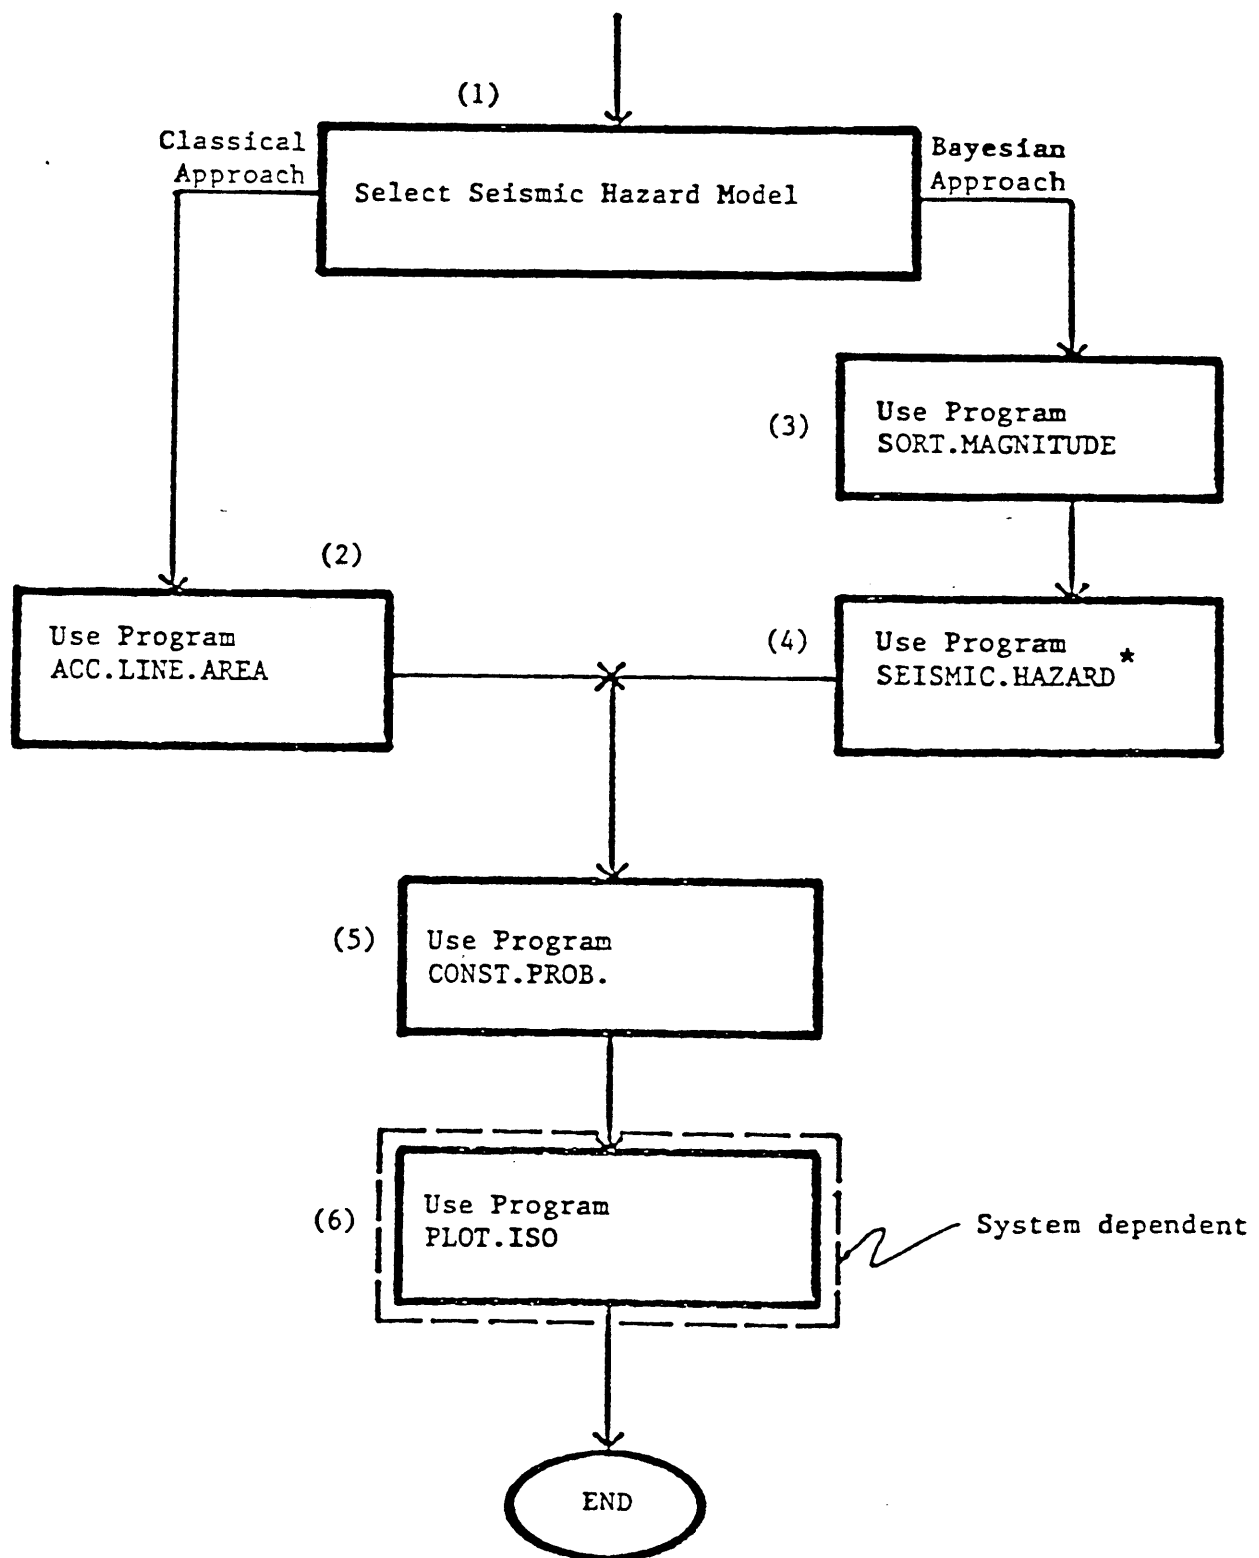 (1)
Classical
Approach
Select Seismic Hazard Model
Bayesian
Approach
(3)
Use Program
SORT.MAGNITUDE
(2)
Use Program
ACC.LINE.AREA
(4)
Use Program
SEISMIC.HAZARD*
(5)
Use Program
CONST.PROB.
(6)
Use Program
PLOT.ISO
System dependent
END